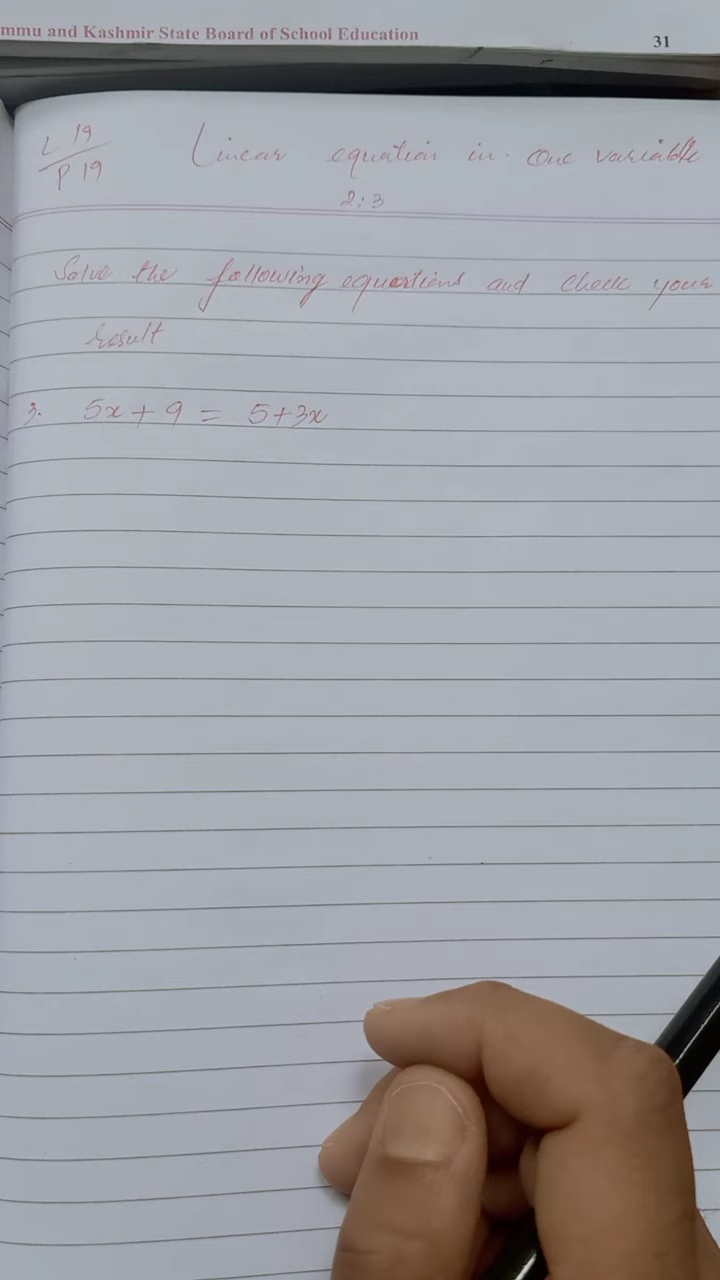 mmu and Kashmir State Board of School Education
31
L 19
P 19
Linear equation in. One variable
2:3
Solve the following equations and check your
result
3. 5x + 9 = 5+3x